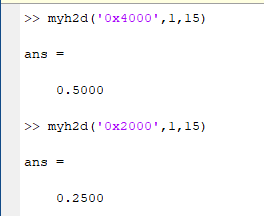 >> myh2d('0x4000',1,15)
ans =
0.5000
>> myh2d('0x2000',1,15)
ans =
0.2500